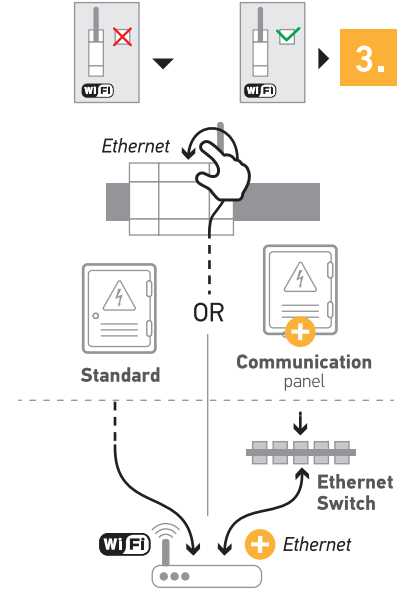 WiFi
WiFi
3.
Ethernet
OR
Standard
Communication
panel
Ethernet
Switch
WiFi
Ethernet